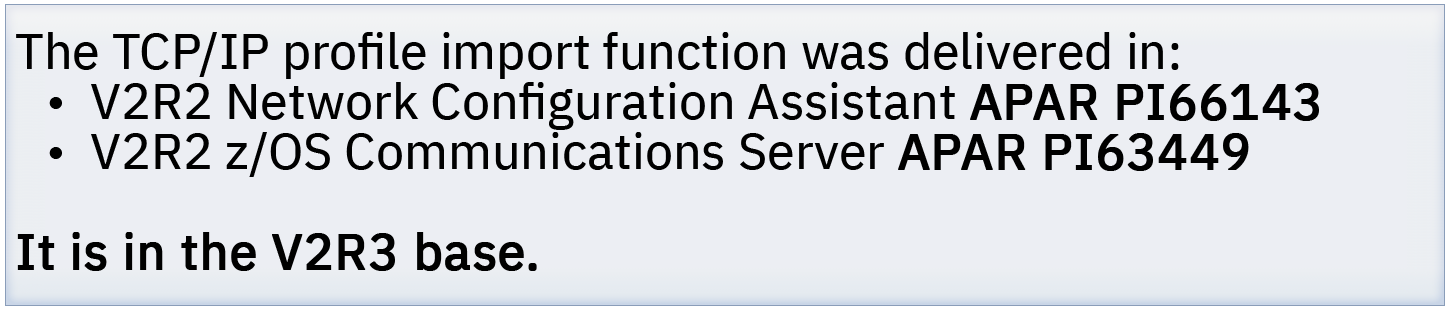 The TCP/IP profile import function was delivered in:
• V2R2 Network Configuration Assistant APAR PI66143
• V2R2 z/OS Communications Server APAR PI63449
It is in the V2R3 base.